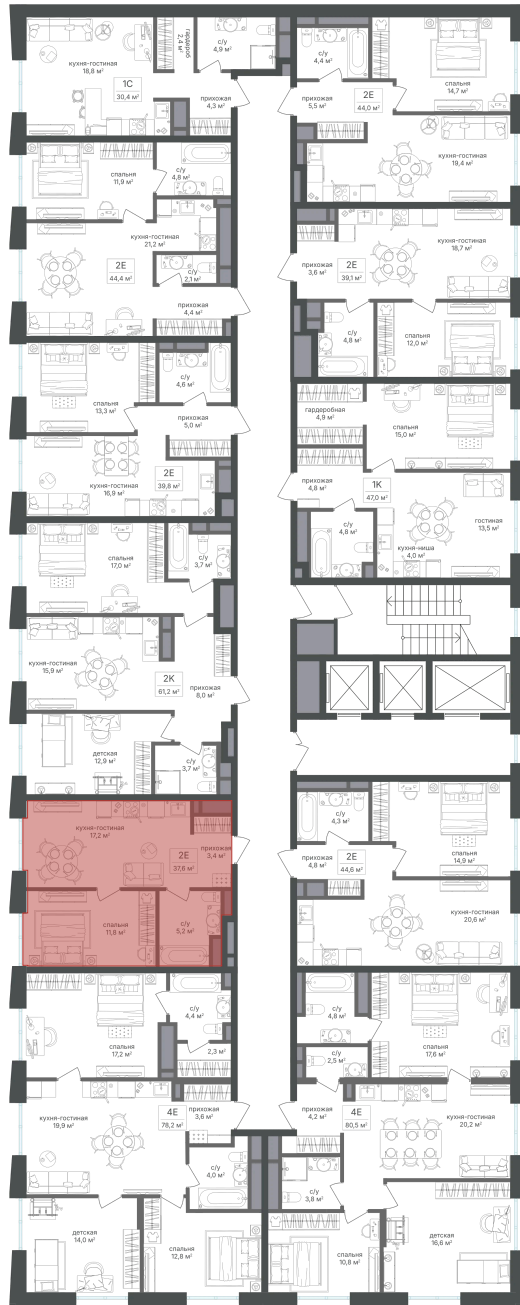 кухня-гостиная
18,8 м²
гардероб
2,4 м²
с/у
4,9 м²
1С
30,4 м²
прихожая
4,3 м²
с/у
4,4 м²
спальня
14,7 м²
прихожая
5,5 м²
2Е
44,0 м²
кухня-гостиная
19,4 м²
спальня
11,9 м²
с/у
4,8 м²
кухня-гостиная
21,2 м²
2Е
44,4 м²
с/у
2,1 м²
прихожая
4,4 м²
кухня-гостиная
18,7 м²
прихожая
3,6 м²
2Е
39,1 м²
с/у
4,8 м²
спальня
12,0 м²
спальня
13,3 м²
с/у
4,6 м²
прихожая
5,0 м²
2Е
39,8 м²
кухня-гостиная
16,9 м²
гардеробная
4,9 м²
спальня
15,0 м²
прихожая
4,8 м²
1К
47,0 м²
с/у
4,8 м²
гостиная
13,5 м²
кухня-ниша
4,0 м²
спальня
17,0 м²
с/у
3,7 м²
кухня-гостиная
15,9 м²
2К
61,2 м²
прихожая
8,0 м²
детская
12,9 м²
с/у
3,7 м²
кухня-гостиная
17,2 м²
2Е
37,6 м²
прихожая
3,4 м²
спальня
11,8 м²
с/у
5,2 м²
с/у
4,3 м²
спальня
14,9 м²
прихожая
4,8 м²
2Е
44,6 м²
кухня-гостиная
20,6 м²
спальня
17,2 м²
с/у
4,4 м²
2,3 м²
с/у
4,8 м²
с/у
2,5 м²
спальня
17,6 м²
кухня-гостиная
19,9 м²
4Е
78,2 м²
прихожая
3,6 м²
с/у
4,0 м²
детская
14,0 м²
спальня
12,8 м²
прихожая
4,2 м²
4Е
80,5 м²
кухня-гостиная
20,2 м²
с/у
3,8 м²
спальня
10,8 м²
детская
16,6 м²